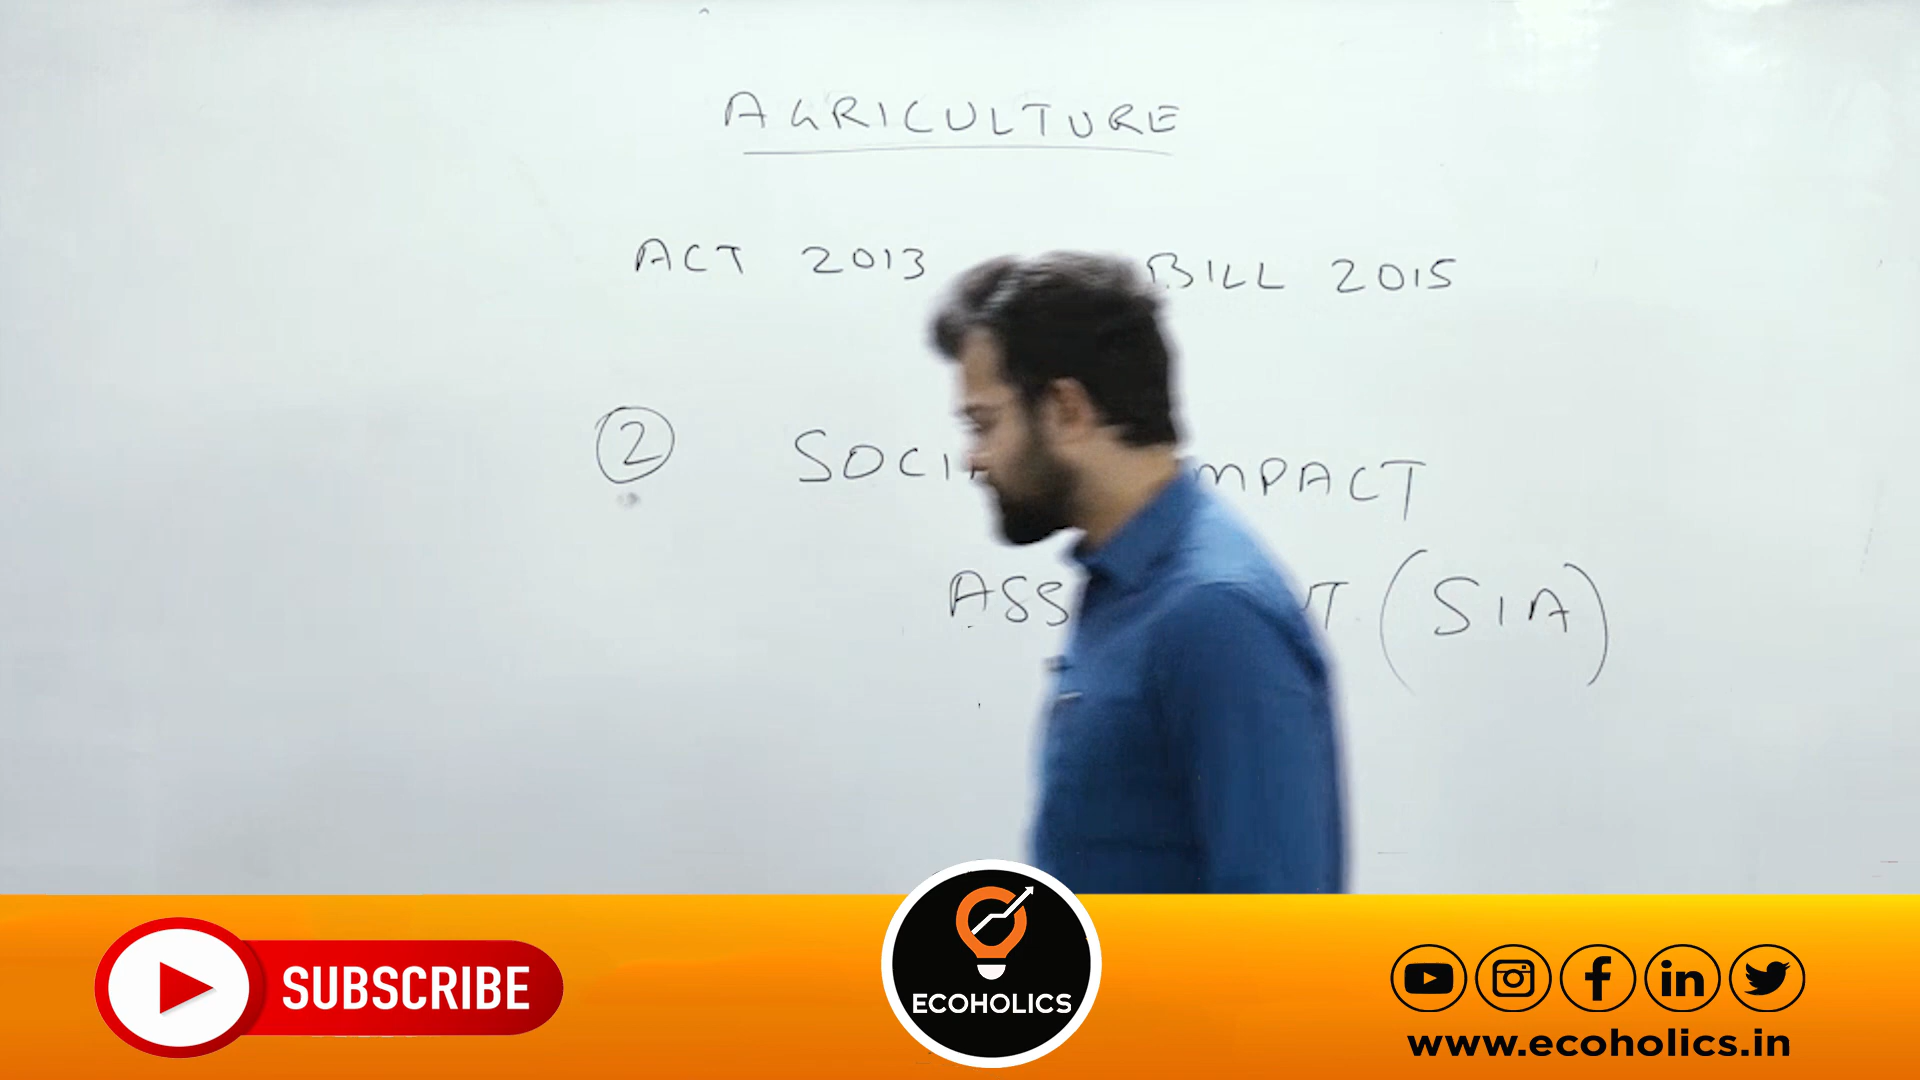 AGRICULTURE
ACT 2013 BILL 2015
2 SOCI MPACT
ASS T (SIA)
SUBSCRIBE
ECOHOLICS
www.ecoholics.in